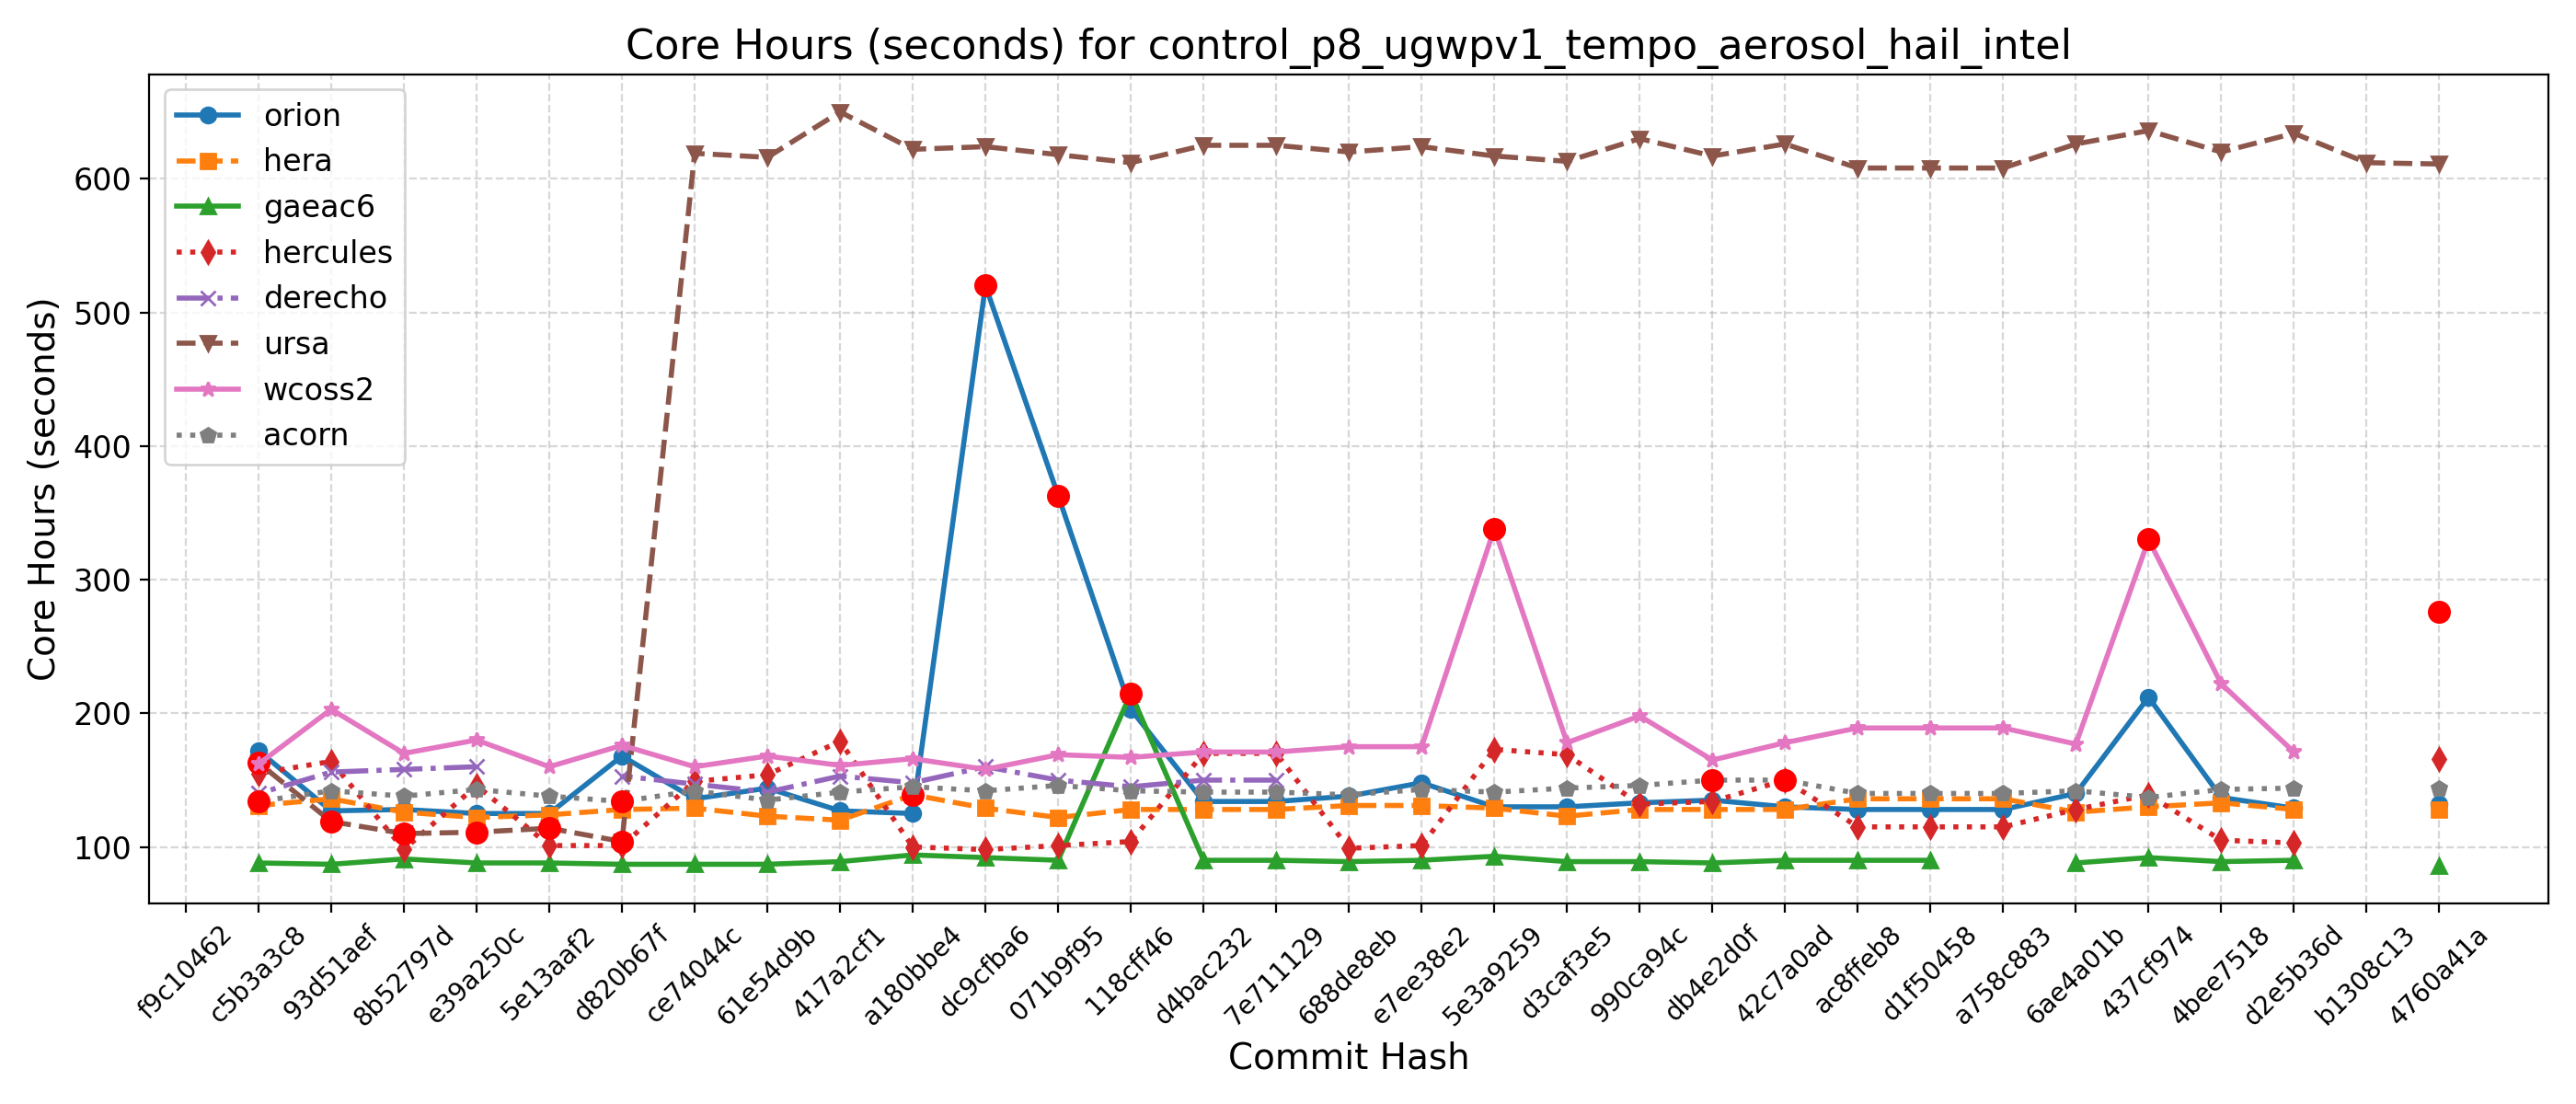 Core Hours (seconds) for control_p8_ugwpv1_tempo_aerosol_hail_intel
Core Hours (seconds)
600
500
400
300
200
100
orion
hera
gaeac6
hercules
derecho
ursa
wcoss2
acorn
f9c10462
c5b3a3c8
93d51aef
8b52797d
e39a250c
5e13aaf2
d820b67f
ce74044c
61e54d9b
417a2cf1
a180bbe4
dc9cfba6
071b9f95
118cff46
d4bac232
7e711129
688de8eb
e7ee38e2
5e3a9259
d3caf3e5
990ca94c
db4e2d0f
42c7a0ad
ac8ffeb8
d1f50458
a758c883
6ae4a01b
437cf974
4bee7518
d2e5b36d
b1308c13
4760a41a
Commit Hash